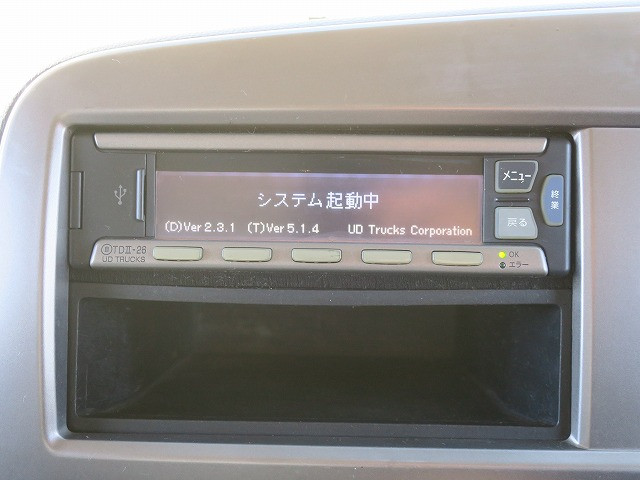 システム起動中
(D)Ver 2.3.1 (T)Ver 5.1.4 UD Trucks Corporation
メニュー
終業
戻る
TDⅡ-26
UD TRUCKS
OK
エラー